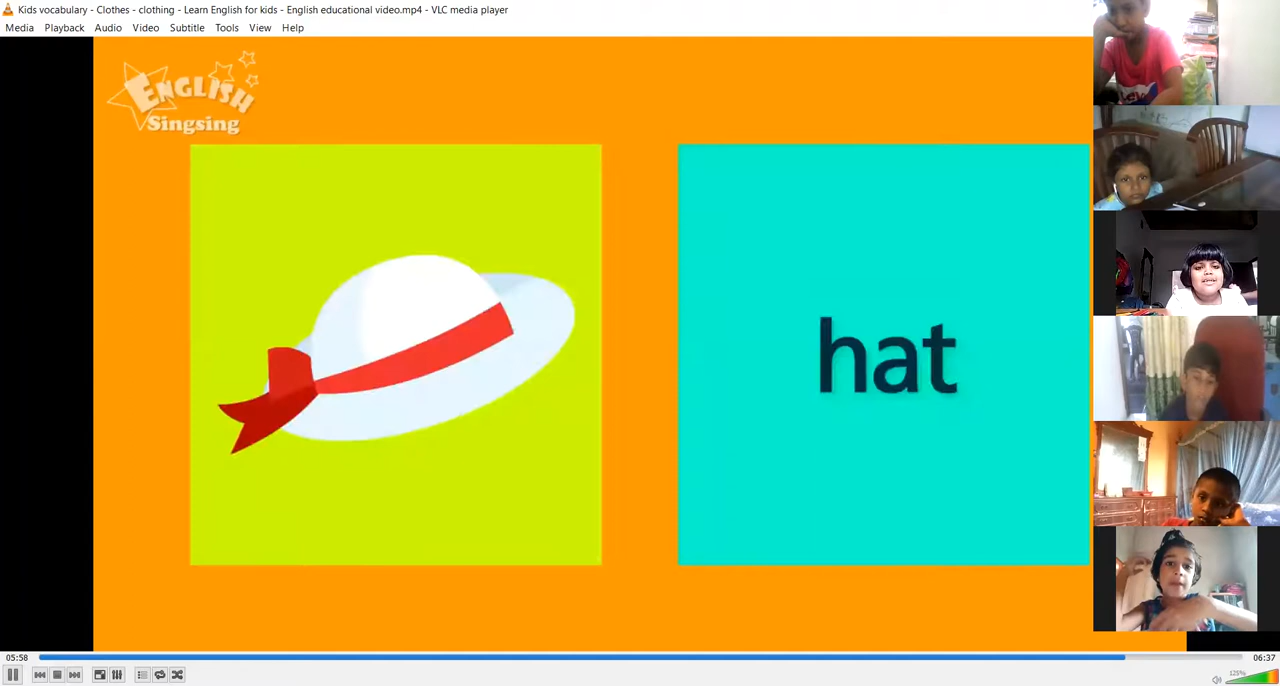 Kids vocabulary - Clothes - clothing - Learn English for kids - English educational video.mp4 - VLC media player
Media Playback Audio Video Subtitle Tools View Help
ENGLISH
Singsing
hat
05:58
06:37
125%